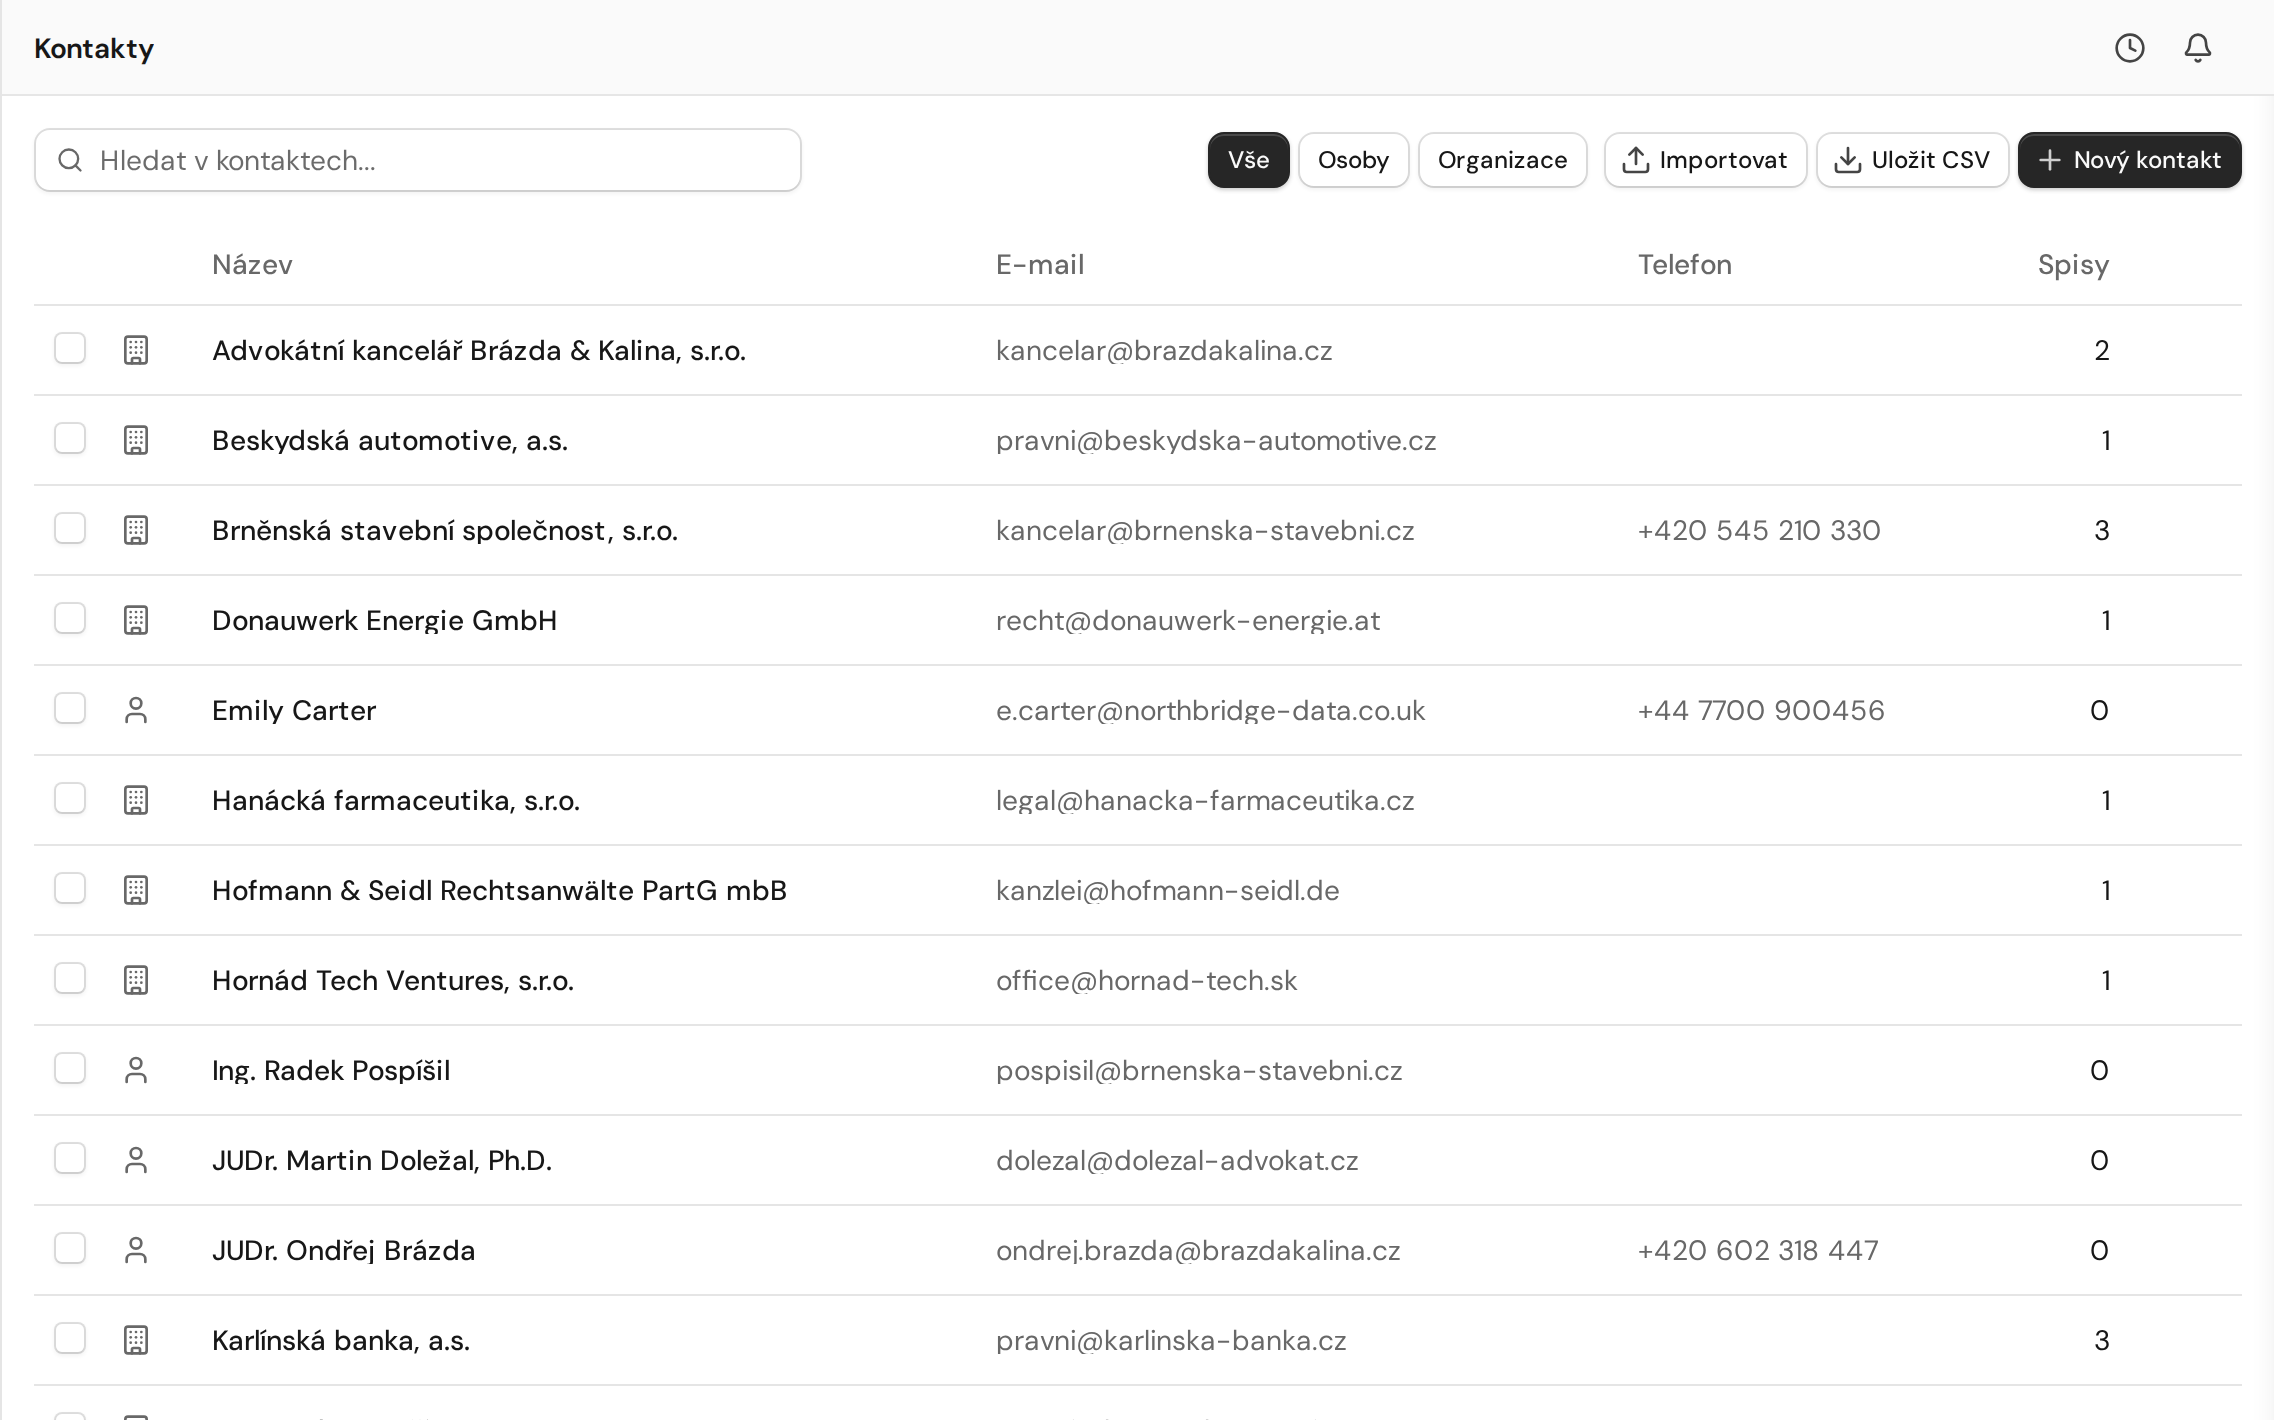 Kontakty
Hledat v kontaktech...
Vše Osoby Organizace Importovat Uložit CSV Nový kontakt
Název E-mail Telefon Spisy
Advokátní kancelář Brázda & Kalina, s.r.o. kancelar@brazdakalina.cz 2
Beskydská automotive, a.s. pravni@beskydska-automotive.cz 1
Brněnská stavební společnost, s.r.o. kancelar@brnenska-stavebni.cz +420 545 210 330 3
Donauwerk Energie GmbH recht@donauwerk-energie.at 1
Emily Carter e.carter@northbridge-data.co.uk +44 7700 900456 0
Hanácká farmaceutika, s.r.o. legal@hanacka-farmaceutika.cz 1
Hofmann & Seidl Rechtsanwälte PartG mbB kanzlei@hofmann-seidl.de 1
Hornád Tech Ventures, s.r.o. office@hornad-tech.sk 1
Ing. Radek Pospíšil pospisil@brnenska-stavebni.cz 0
JUDr. Martin Doležal, Ph.D. dolezal@dolezal-advokat.cz 0
JUDr. Ondřej Brázda ondrej.brazda@brazdakalina.cz +420 602 318 447 0
Karlínská banka, a.s. pravni@karlinska-banka.cz 3